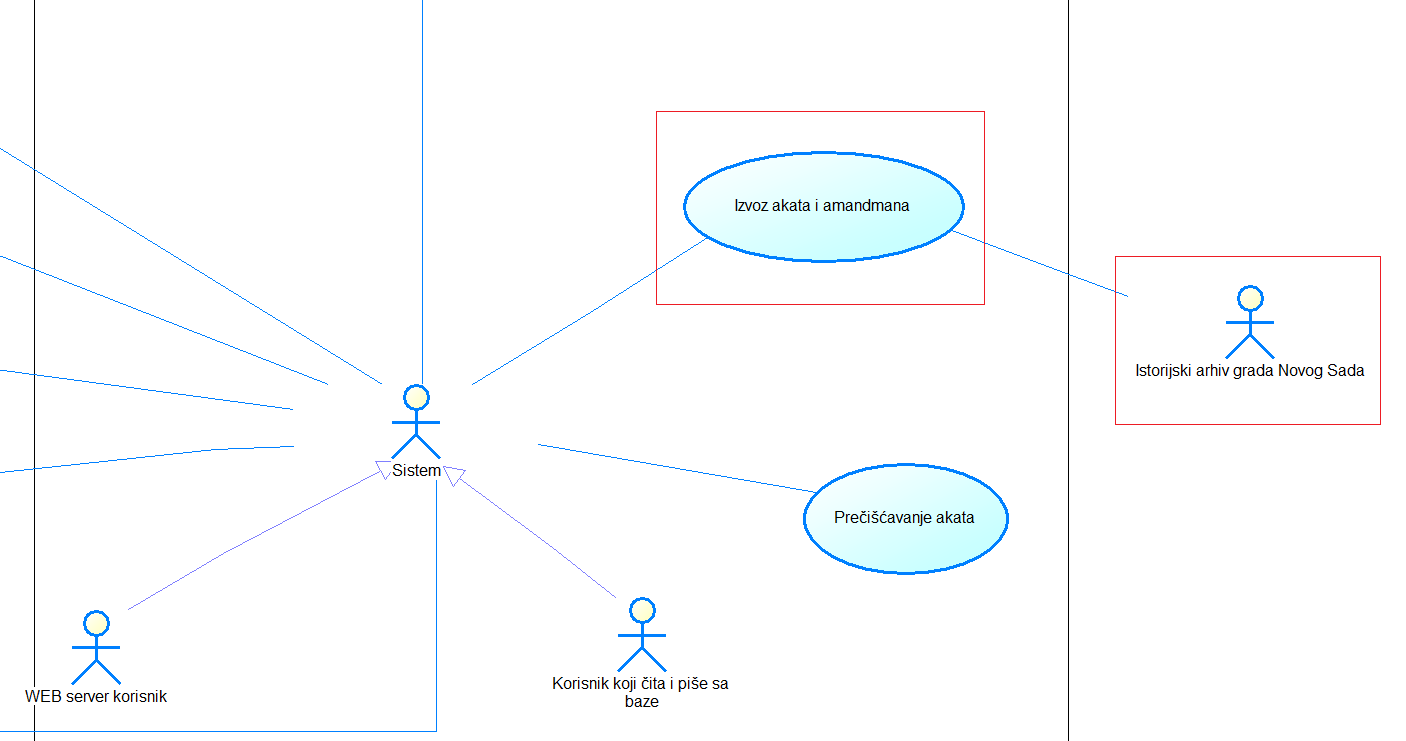 Izvoz akata i amandmana
Istorijski arhiv grada Novog Sada
Sistem
Prečišćavanje akata
WEB server korisnik
Korisnik koji čita i piše sa
baze